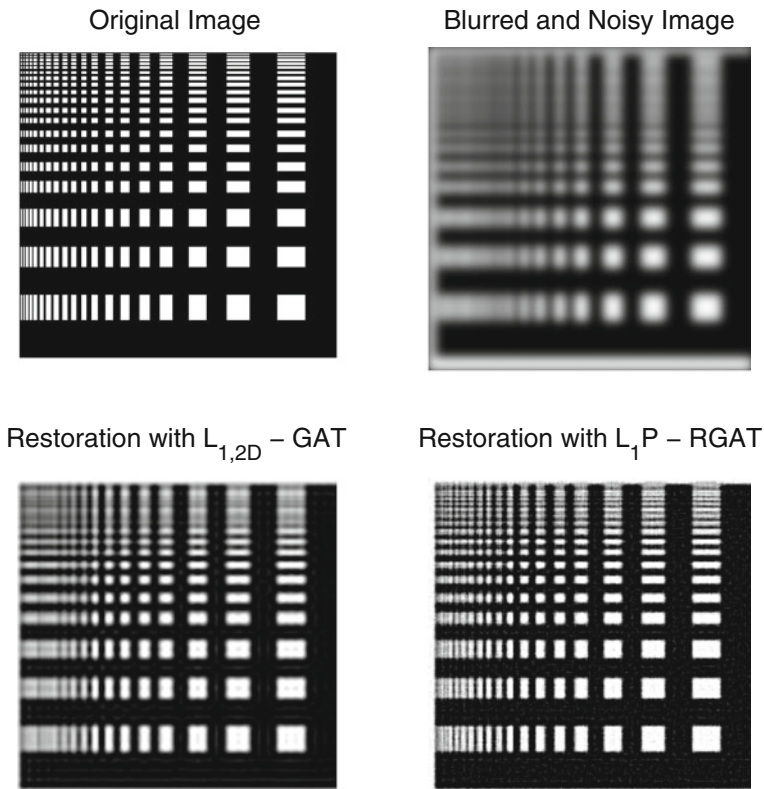 Original Image
Blurred and Noisy Image
Restoration with L1,2D – GAT
Restoration with L1P – RGAT